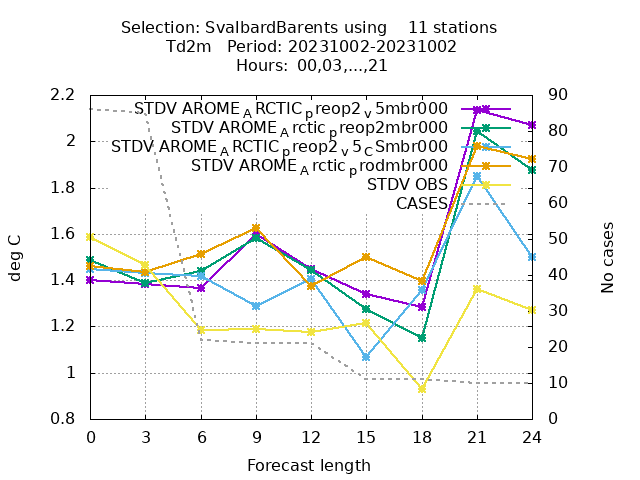 Selection: SvalbardBarents using 11 stations
Td2m Period: 20231002-20231002
Hours: 00,03,...,21
STDV AROME_ARCTIC_preop2_v5mbr000
STDV AROME_Arctic_preop2mbr000
STDV AROME_ARCTIC_preop2_v5_CSmbr000
STDV AROME_Arctic_prodmbr000
STDV OBS
CASES
2.2
2
1.8
1.6
1.4
1.2
1
0.8
deg C
90
80
70
60
50
40
30
20
10
0
No cases
0 3 6 9 12 15 18 21 24
Forecast length